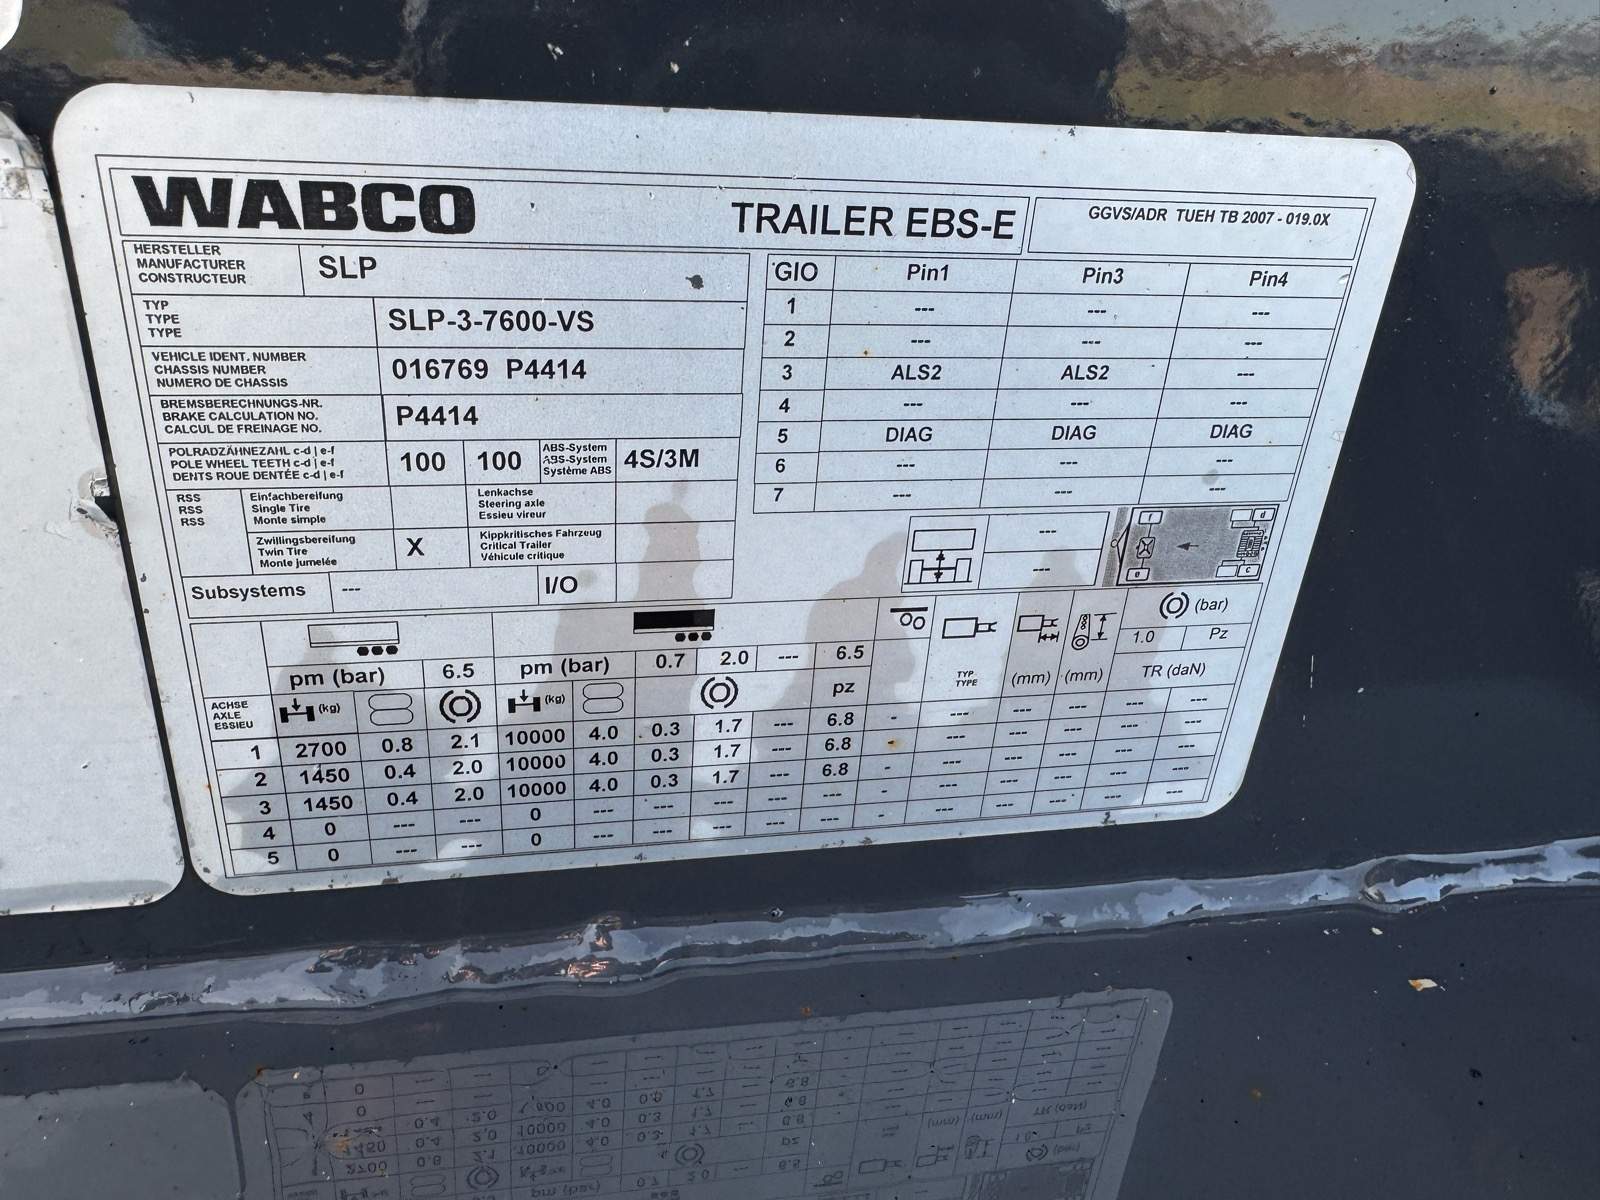 WABCO TRAILER EBS-E GGVS/ADR TUEH TB 2007 - 019.0X
HERSTELLER
MANUFACTURER
CONSTRUCTEUR
SLP
TYP
TYPE
TYPE
SLP-3-7600-VS
VEHICLE IDENT. NUMBER
CHASSIS NUMBER
NUMERO DE CHASSIS
016769 P4414
BREMSBERECHNUNGS-NR.
BRAKE CALCULATION NO.
CALCUL DE FREINAGE NO.
P4414
POLRADZÄHNEZAHL c-d | e-f
POLE WHEEL TEETH c-d | e-f
DENTS ROUE DENTÉE c-d | e-f
100 100
ABS-System
ABS-System
Système ABS
4S/3M
RSS
RSS
RSS
Einfachbereifung
Single Tire
Monte simple
Lenkachse
Steering axle
Essieu vireur
Zwillingsbereifung
Twin Tire
Monte jumelée
X
Kippkritisches Fahrzeug
Critical Trailer
Véhicule critique
Subsystems --- I/O
GIO Pin1 Pin3 Pin4
1 --- --- ---
2 --- --- ---
3 ALS2 ALS2 ---
4 --- --- ---
5 DIAG DIAG DIAG
6 --- --- ---
7 --- --- ---
---
---
f d
e c
pm (bar) 6.5 pm (bar) 0.7 2.0 --- 6.5
ACHSE
AXLE
ESSIEU
(kg) (kg) pz
TYP
TYPE
(mm) (mm)
(bar)
1.0 Pz
TR (daN)
1 2700 0.8 2.1 10000 4.0 0.3 1.7 --- 6.8 - --- --- --- --- ---
2 1450 0.4 2.0 10000 4.0 0.3 1.7 --- 6.8 - --- --- --- --- ---
3 1450 0.4 2.0 10000 4.0 0.3 1.7 --- 6.8 - --- --- --- --- ---
4 0 --- --- 0 --- --- --- --- --- - --- --- --- --- ---
5 0 --- --- 0 --- --- --- --- --- - --- --- --- --- ---